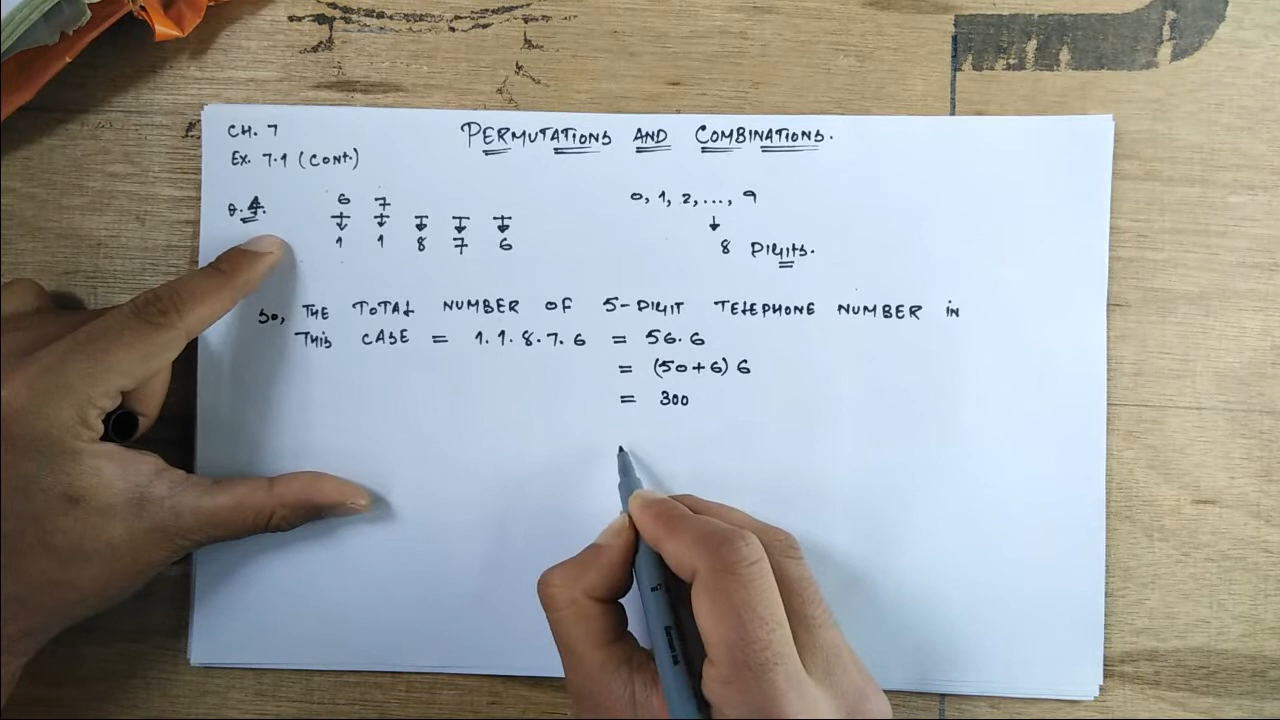 CH. 7
PERMUTATIONS AND COMBINATIONS.
Ex. 7.1 (CONT.)
Q. 4.
6 7
1 1 8 7 6
0, 1, 2, ..., 9
8 DIGITS.
SO, THE TOTAL NUMBER OF 5-DIGIT TELEPHONE NUMBER IN
THIS CASE = 1.1.8.7.6 = 56.6
= (50+6) 6
= 300